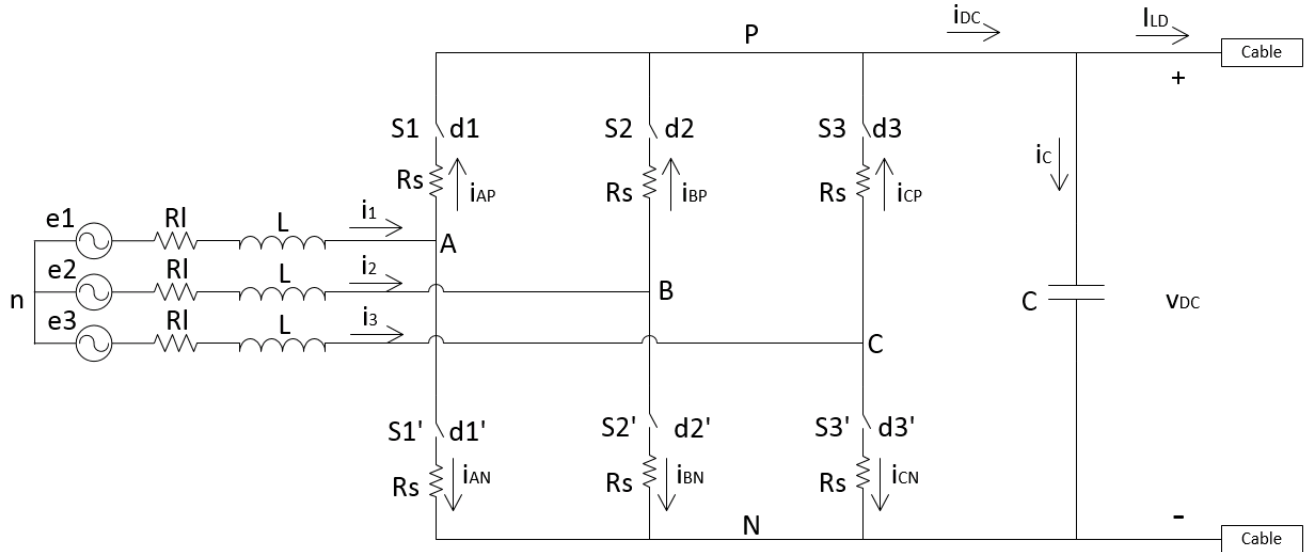 iDC
ILD
P
Cable
+
S1 d1
S2 d2
S3 d3
Rs
iAP
Rs
iBP
Rs
iCP
iC
e1
Rl
L
i1
A
e2
Rl
L
i2
B
n
C
vDC
e3
Rl
L
i3
C
S1' d1'
S2' d2'
S3' d3'
Rs
iAN
Rs
iBN
Rs
iCN
N
-
Cable